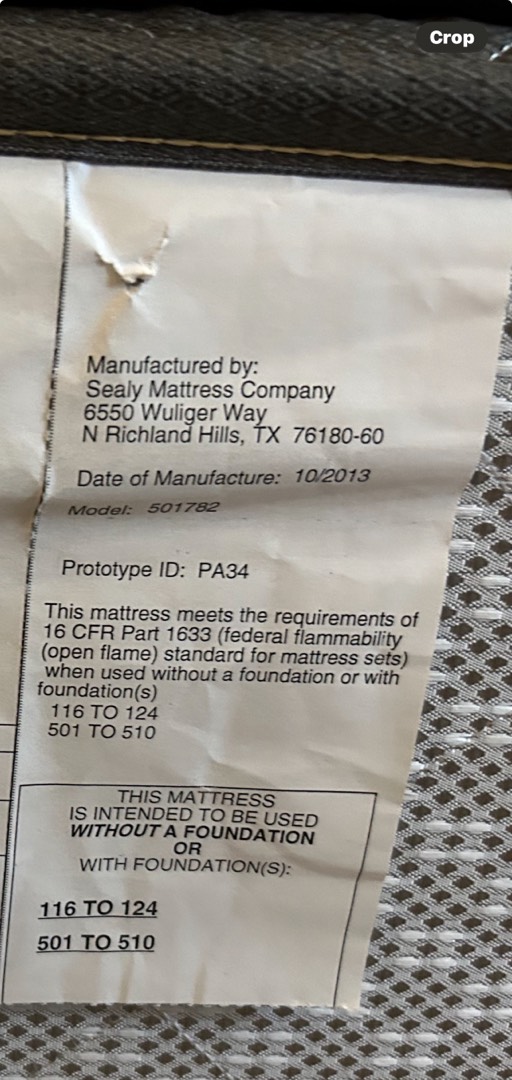 Crop
Manufactured by:
Sealy Mattress Company
6550 Wuliger Way
N Richland Hills, TX 76180-60
Date of Manufacture: 10/2013
Model: 501782
Prototype ID: PA34
This mattress meets the requirements of
16 CFR Part 1633 (federal flammability
(open flame) standard for mattress sets)
when used without a foundation or with
foundation(s)
116 TO 124
501 TO 510
THIS MATTRESS
IS INTENDED TO BE USED
WITHOUT A FOUNDATION
OR
WITH FOUNDATION(S):
116 TO 124
501 TO 510